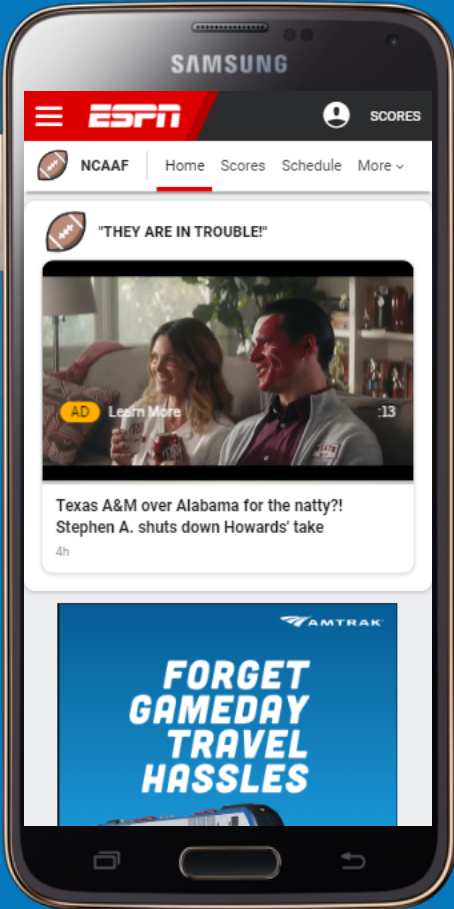 SAMSUNG
ESPN
SCORES
NCAAF
Home Scores Schedule More
"THEY ARE IN TROUBLE!"
AD Learn More :13
Texas A&M over Alabama for the natty?!
Stephen A. shuts down Howards' take
4h
AMTRAK
FORGET
GAMEDAY
TRAVEL
HASSLES